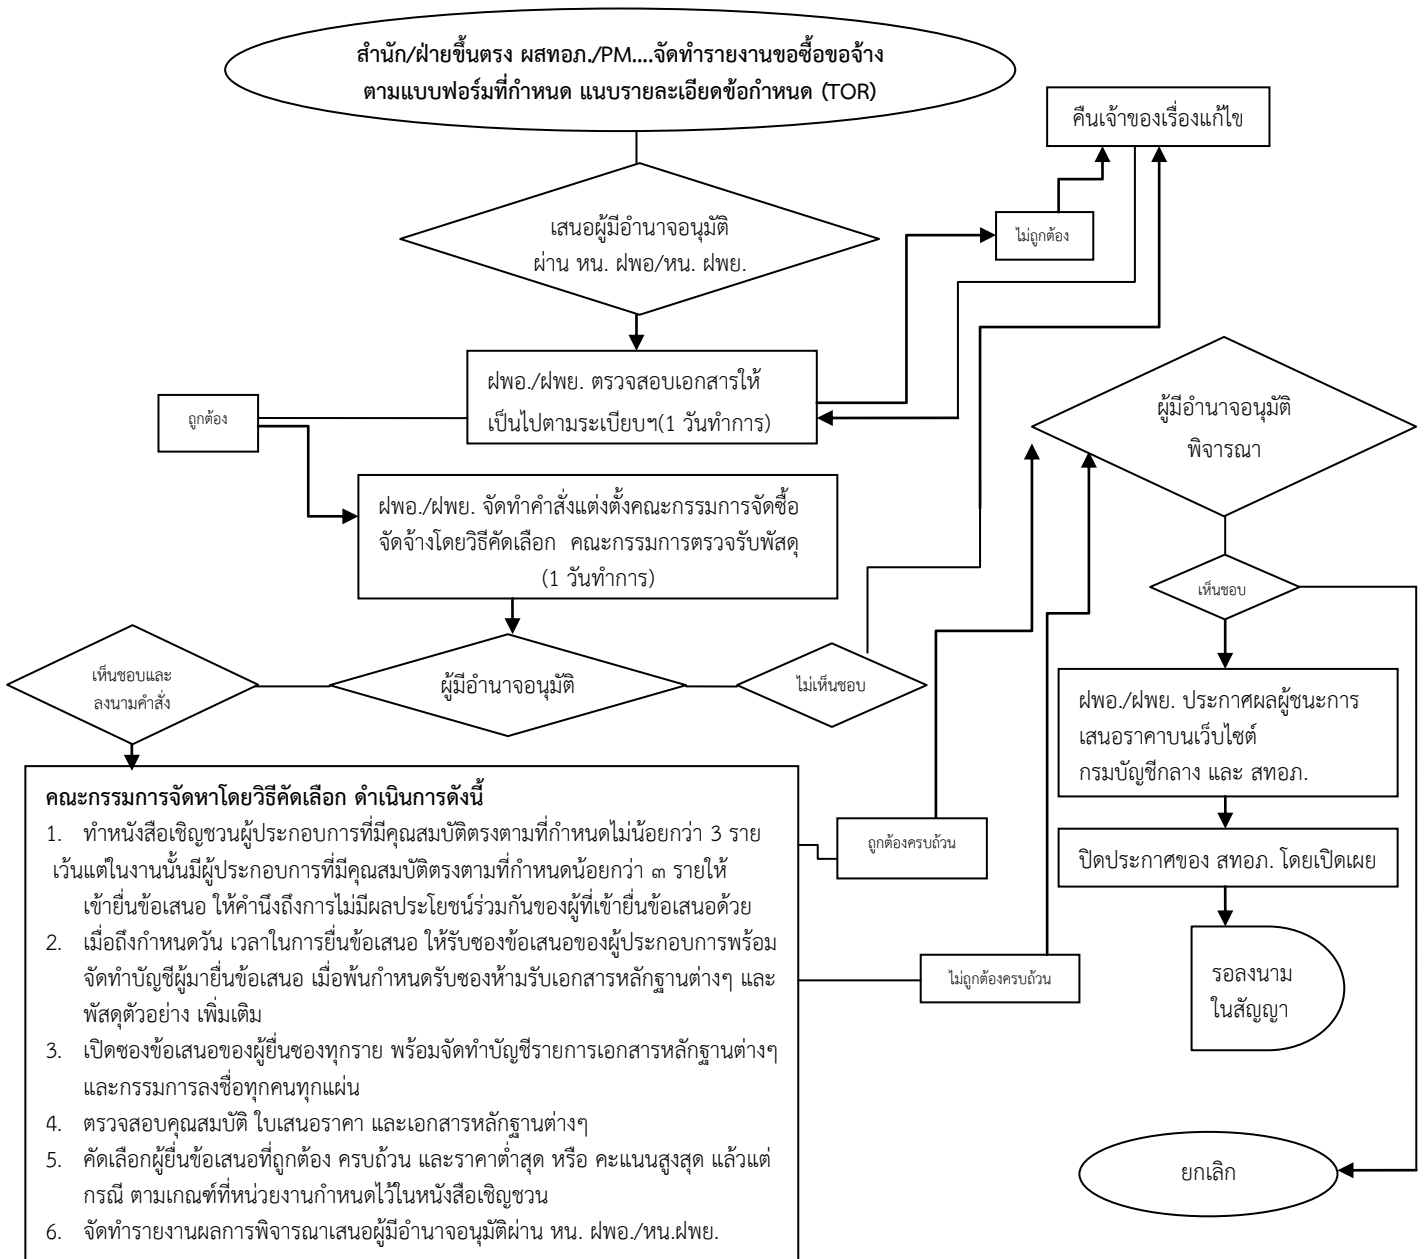 สำนัก/ฝ่ายขึ้นตรง ผสทอภ./PM....จัดทำรายงานขอซื้อขอจ้าง
ตามแบบฟอร์มที่กำหนด แนบรายละเอียดข้อกำหนด (TOR)
คืนเจ้าของเรื่องแก้ไข
เสนอผู้มีอำนาจอนุมัติ
ผ่าน หน. ฝพอ/หน. ฝพย.
ไม่ถูกต้อง
ฝพอ./ฝพย. ตรวจสอบเอกสารให้
เป็นไปตามระเบียบฯ(1 วันทำการ)
ถูกต้อง
ผู้มีอำนาจอนุมัติ
พิจารณา
ฝพอ./ฝพย. จัดทำคำสั่งแต่งตั้งคณะกรรมการจัดซื้อ
จัดจ้างโดยวิธีคัดเลือก คณะกรรมการตรวจรับพัสดุ
(1 วันทำการ)
เห็นชอบ
เห็นชอบและ
ลงนามคำสั่ง
ผู้มีอำนาจอนุมัติ
ไม่เห็นชอบ
ฝพอ./ฝพย. ประกาศผลผู้ชนะการ
เสนอราคาบนเว็บไซต์
กรมบัญชีกลาง และ สทอภ.
คณะกรรมการจัดหาโดยวิธีคัดเลือก ดำเนินการดังนี้
1. ทำหนังสือเชิญชวนผู้ประกอบการที่มีคุณสมบัติตรงตามที่กำหนดไม่น้อยกว่า 3 ราย
เว้นแต่ในงานนั้นมีผู้ประกอบการที่มีคุณสมบัติตรงตามที่กำหนดน้อยกว่า ๓ รายให้
เข้ายื่นข้อเสนอ ให้คำนึงถึงการไม่มีผลประโยชน์ร่วมกันของผู้ที่เข้ายื่นข้อเสนอด้วย
2. เมื่อถึงกำหนดวัน เวลาในการยื่นข้อเสนอ ให้รับซองข้อเสนอของผู้ประกอบการพร้อม
จัดทำบัญชีผู้มายื่นข้อเสนอ เมื่อพ้นกำหนดรับซองห้ามรับเอกสารหลักฐานต่างๆ และ
พัสดุตัวอย่าง เพิ่มเติม
3. เปิดซองข้อเสนอของผู้ยื่นซองทุกราย พร้อมจัดทำบัญชีรายการเอกสารหลักฐานต่างๆ
และกรรมการลงชื่อทุกคนทุกแผ่น
4. ตรวจสอบคุณสมบัติ ใบเสนอราคา และเอกสารหลักฐานต่างๆ
5. คัดเลือกผู้ยื่นข้อเสนอที่ถูกต้อง ครบถ้วน และราคาต่ำสุด หรือ คะแนนสูงสุด แล้วแต่
กรณี ตามเกณฑ์ที่หน่วยงานกำหนดไว้ในหนังสือเชิญชวน
6. จัดทำรายงานผลการพิจารณาเสนอผู้มีอำนาจอนุมัติผ่าน หน. ฝพอ./หน.ฝพย.
ถูกต้องครบถ้วน
ไม่ถูกต้องครบถ้วน
ปิดประกาศของ สทอภ. โดยเปิดเผย
รอลงนาม
ในสัญญา
ยกเลิก